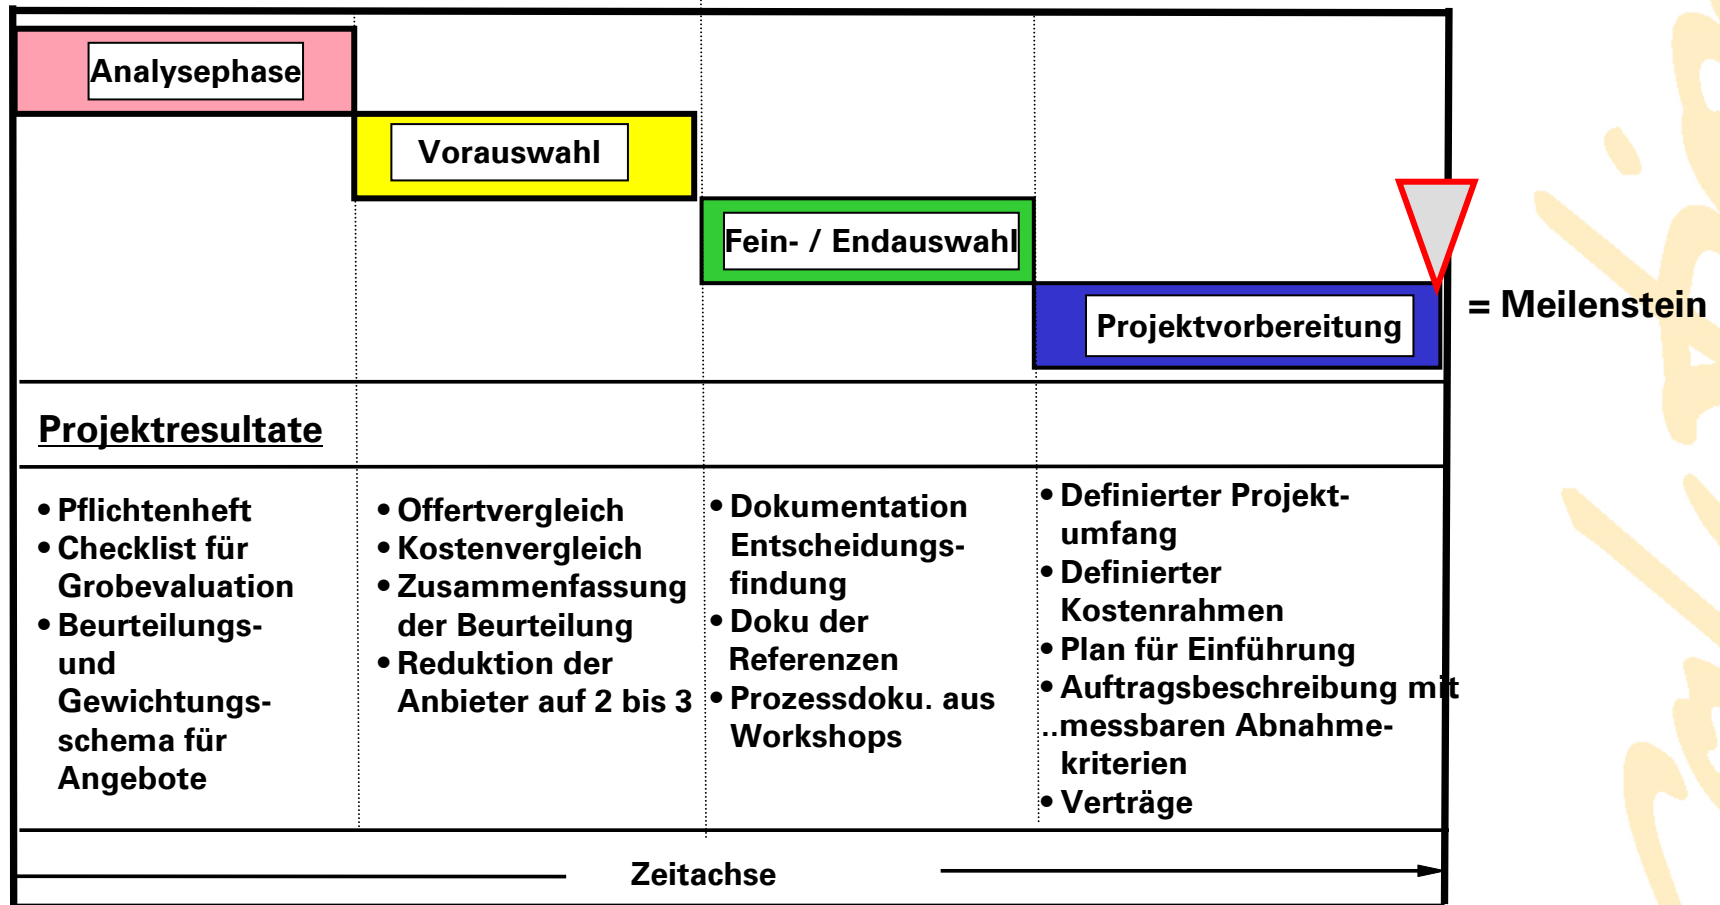 Analysephase
Vorauswahl
Fein- / Endauswahl
= Meilenstein
Projektvorbereitung
Projektresultate
• Pflichtenheft
• Checklist für
Grobevaluation
• Beurteilungs-
und
Gewichtungs-
schema für
Angebote
• Offertvergleich
• Kostenvergleich
• Zusammenfassung
der Beurteilung
• Reduktion der
Anbieter auf 2 bis 3
• Dokumentation
Entscheidungs-
findung
• Doku der
Referenzen
• Prozessdoku. aus
Workshops
• Definierter Projekt-
umfang
• Definierter
Kostenrahmen
• Plan für Einführung
• Auftragsbeschreibung mit
..messbaren Abnahme-
kriterien
• Verträge
Zeitachse